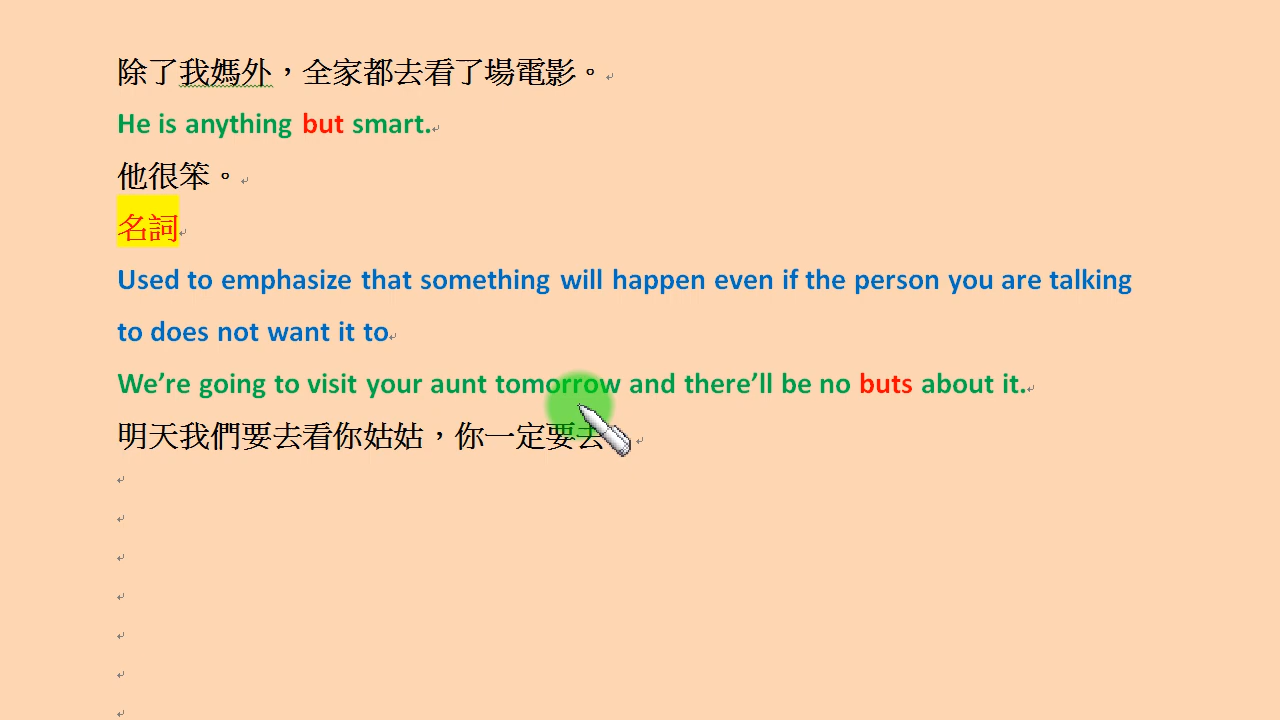 除了我媽外，全家都去看了場電影。
He is anything but smart.
他很笨。
名詞
Used to emphasize that something will happen even if the person you are talking
to does not want it to
We’re going to visit your aunt tomorrow and there’ll be no buts about it.
明天我們要去看你姑姑，你一定要去